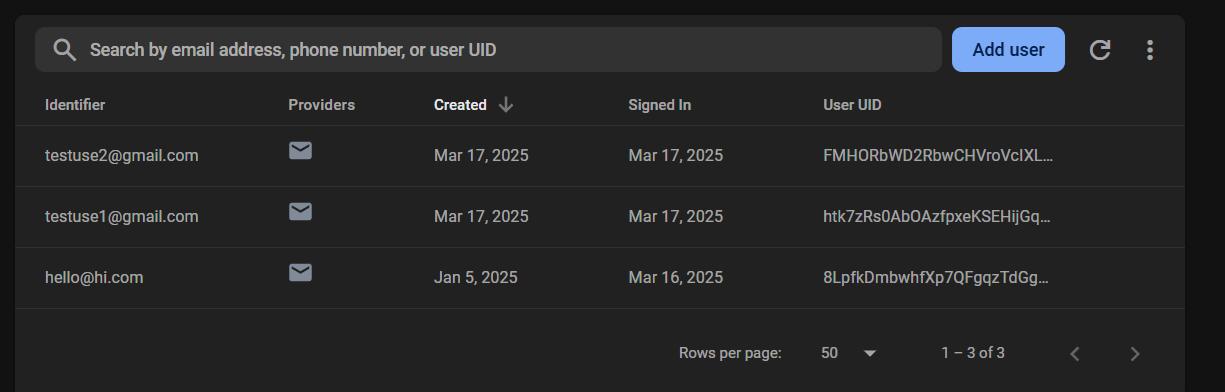 Search by email address, phone number, or user UID Add user
Identifier Providers Created Signed In User UID
testuse2@gmail.com Mar 17, 2025 Mar 17, 2025 FMHORbWD2RbwCHVroVcIXL...
testuse1@gmail.com Mar 17, 2025 Mar 17, 2025 htk7zRs0AbOAzfpxeKSEHijGq...
hello@hi.com Jan 5, 2025 Mar 16, 2025 8LpfkDmbwhfXp7QFgqzTdGg...
Rows per page: 50 1 – 3 of 3